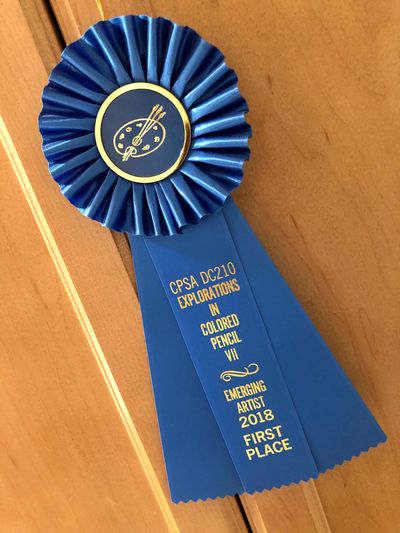 CPSA DC210
EXPLORATIONS
IN
COLORED
PENCIL
VII
EMERGING
ARTIST
2018
FIRST
PLACE